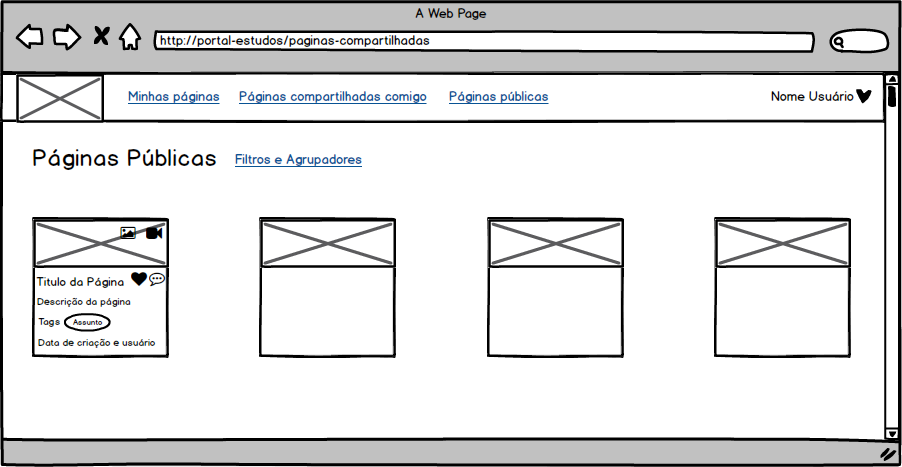 A Web Page
http://portal-estudos/paginas-compartilhadas
Minhas páginas Páginas compartilhadas comigo Páginas públicas Nome Usuário
Páginas Públicas Filtros e Agrupadores
Titulo da Página
Descrição da página
Tags Assunto
Data de criação e usuário